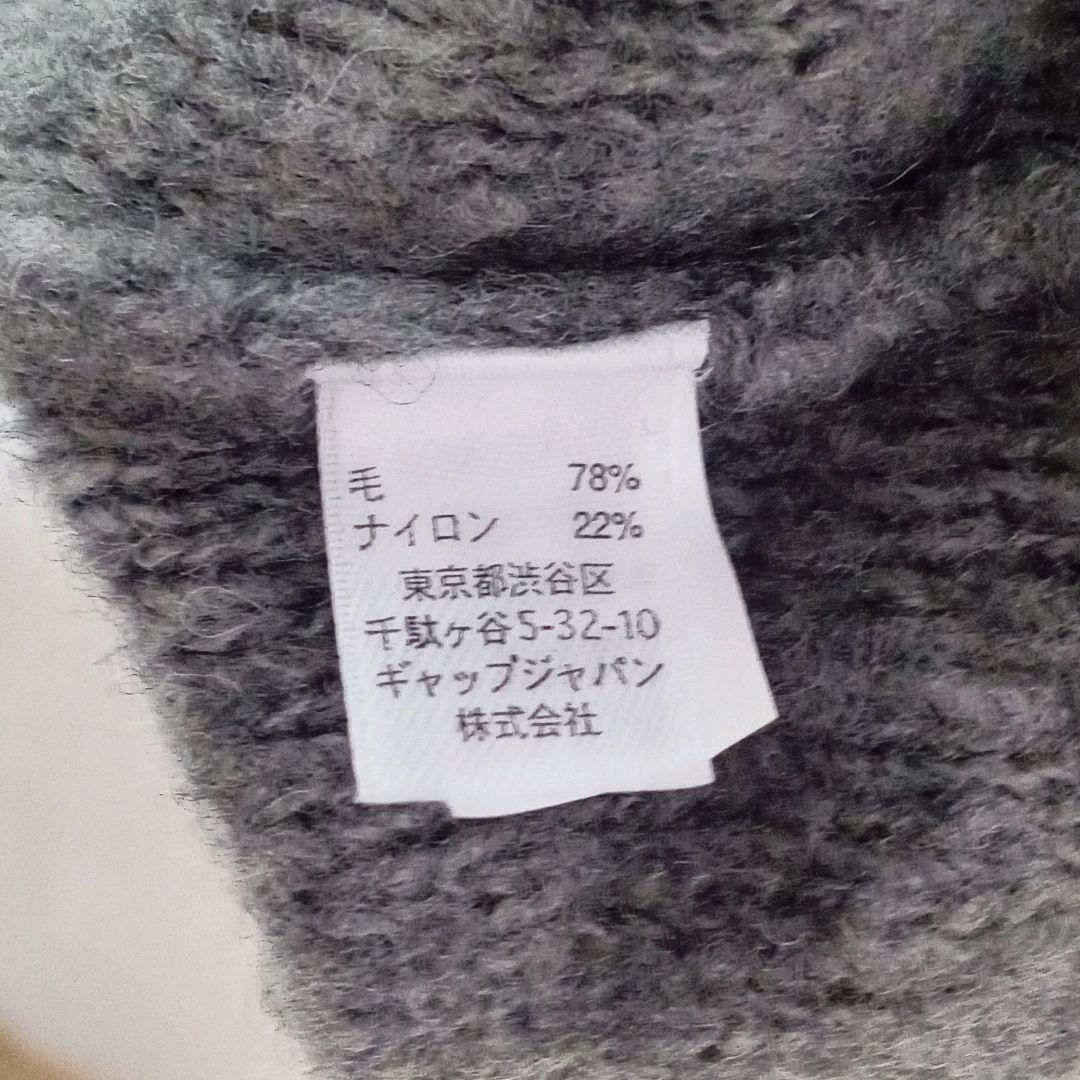 毛 78%
ナイロン 22%
東京都渋谷区
千駄ヶ谷5-32-10
ギャップジャパン
株式会社